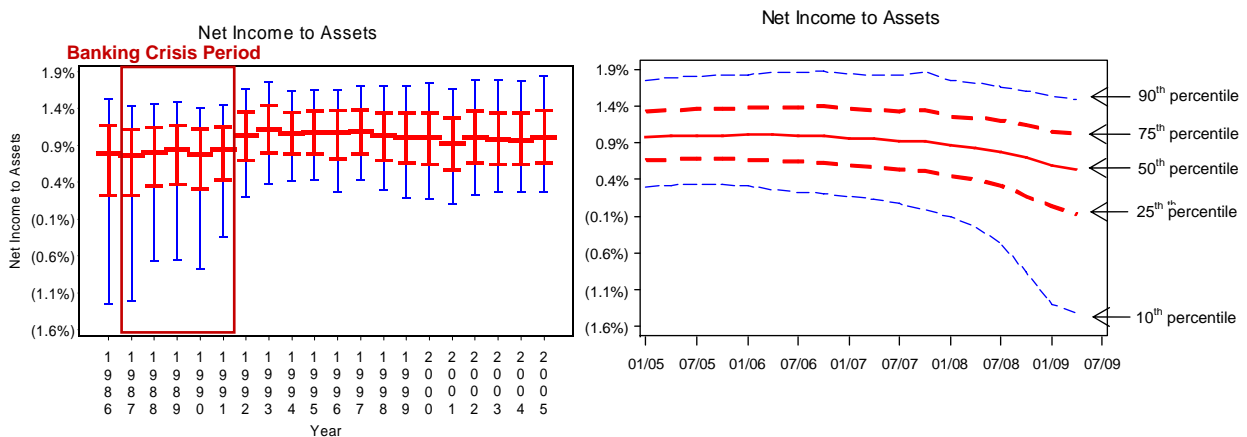 Net Income to Assets
Banking Crisis Period
Net Income to Assets
1.9%
1.4%
0.9%
0.4%
(0.1%)
(0.6%)
(1.1%)
(1.6%)
1986 1987 1988 1989 1990 1991 1992 1993 1994 1995 1996 1997 1998 1999 2000 2001 2002 2003 2004 2005
Year
Net Income to Assets
1.9%
1.4%
0.9%
0.4%
(0.1%)
(0.6%)
(1.1%)
(1.6%)
01/05 07/05 01/06 07/06 01/07 07/07 01/08 07/08 01/09 07/09
90th percentile
75th percentile
50th percentile
25th percentile
10th percentile